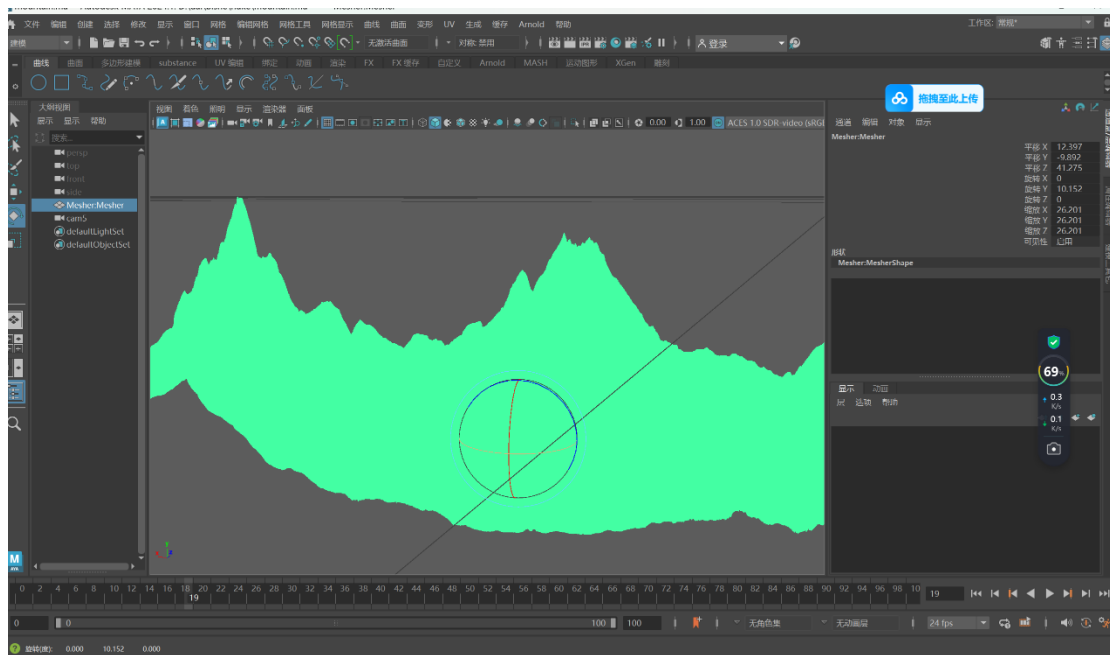 文件 编辑 创建 选择 修改 显示 窗口 网格 编辑网格 网格工具 网格显示 曲线 曲面 变形 UV 生成 缓存 Arnold 帮助
工作区: 常规*
建模
无激活曲面
对称: 禁用
登录
曲线 曲面 多边形建模 substance UV 编辑 绑定 动画 渲染 FX FX 缓存 自定义 Arnold MASH 运动图形 XGen 雕刻
拖拽至此上传
大纲视图
展示 显示 帮助
搜索...
persp
top
front
side
Mesher:Mesher
cam5
defaultLightSet
defaultObjectSet
视图 着色 照明 显示 渲染器 面板
0.00 1.00 ACES 1.0 SDR-video (sRGB
通道 编辑 对象 显示
Mesher:Mesher
平移 X 12.397
平移 Y -9.892
平移 Z 41.275
旋转 X 0
旋转 Y 10.152
旋转 Z 0
缩放 X 26.201
缩放 Y 26.201
缩放 Z 26.201
可见性 启用
形状
Mesher:MesherShape
69%
0.3
K/s
0.1
K/s
显示 动画
层 选项 帮助
M
0 2 4 6 8 10 12 14 16 18 20 22 24 26 28 30 32 34 36 38 40 42 44 46 48 50 52 54 56 58 60 62 64 66 68 70 72 74 76 78 80 82 84 86 88 90 92 94 96 98 10
19
19
0 0 100 100 无角色集 无动画层 24 fps
旋转(度): 0.000 10.152 0.000